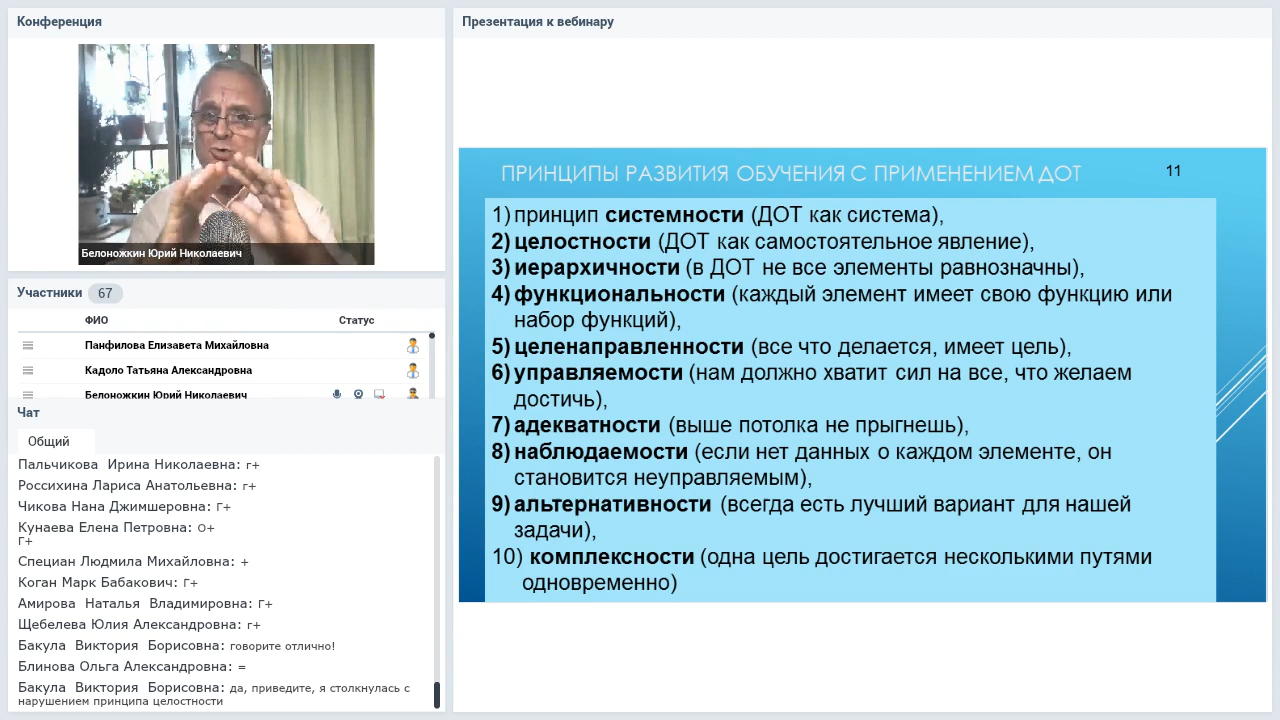 Конференция
Белоножкин Юрий Николаевич
Участники 67
ФИО Статус
Панфилова Елизавета Михайловна
Кадоло Татьяна Александровна
Белоножкин Юрий Николаевич
Чат
Общий
Пальчикова Ирина Николаевна: г+
Россихина Лариса Анатольевна: г+
Чикова Нана Джимшеровна: Г+
Кунаева Елена Петровна: О+
Г+
Специан Людмила Михайловна: +
Коган Марк Бабакович: Г+
Амирова Наталья Владимировна: Г+
Щебелева Юлия Александровна: г+
Бакула Виктория Борисовна: говорите отлично!
Блинова Ольга Александровна: =
Бакула Виктория Борисовна: да, приведите, я столкнулась с
нарушением принципа целостности
Презентация к вебинару
ПРИНЦИПЫ РАЗВИТИЯ ОБУЧЕНИЯ С ПРИМЕНЕНИЕМ ДОТ 11
1) принцип системности (ДОТ как система),
2) целостности (ДОТ как самостоятельное явление),
3) иерархичности (в ДОТ не все элементы равнозначны),
4) функциональности (каждый элемент имеет свою функцию или
набор функций),
5) целенаправленности (все что делается, имеет цель),
6) управляемости (нам должно хватит сил на все, что желаем
достичь),
7) адекватности (выше потолка не прыгнешь),
8) наблюдаемости (если нет данных о каждом элементе, он
становится неуправляемым),
9) альтернативности (всегда есть лучший вариант для нашей
задачи),
10) комплексности (одна цель достигается несколькими путями
одновременно)